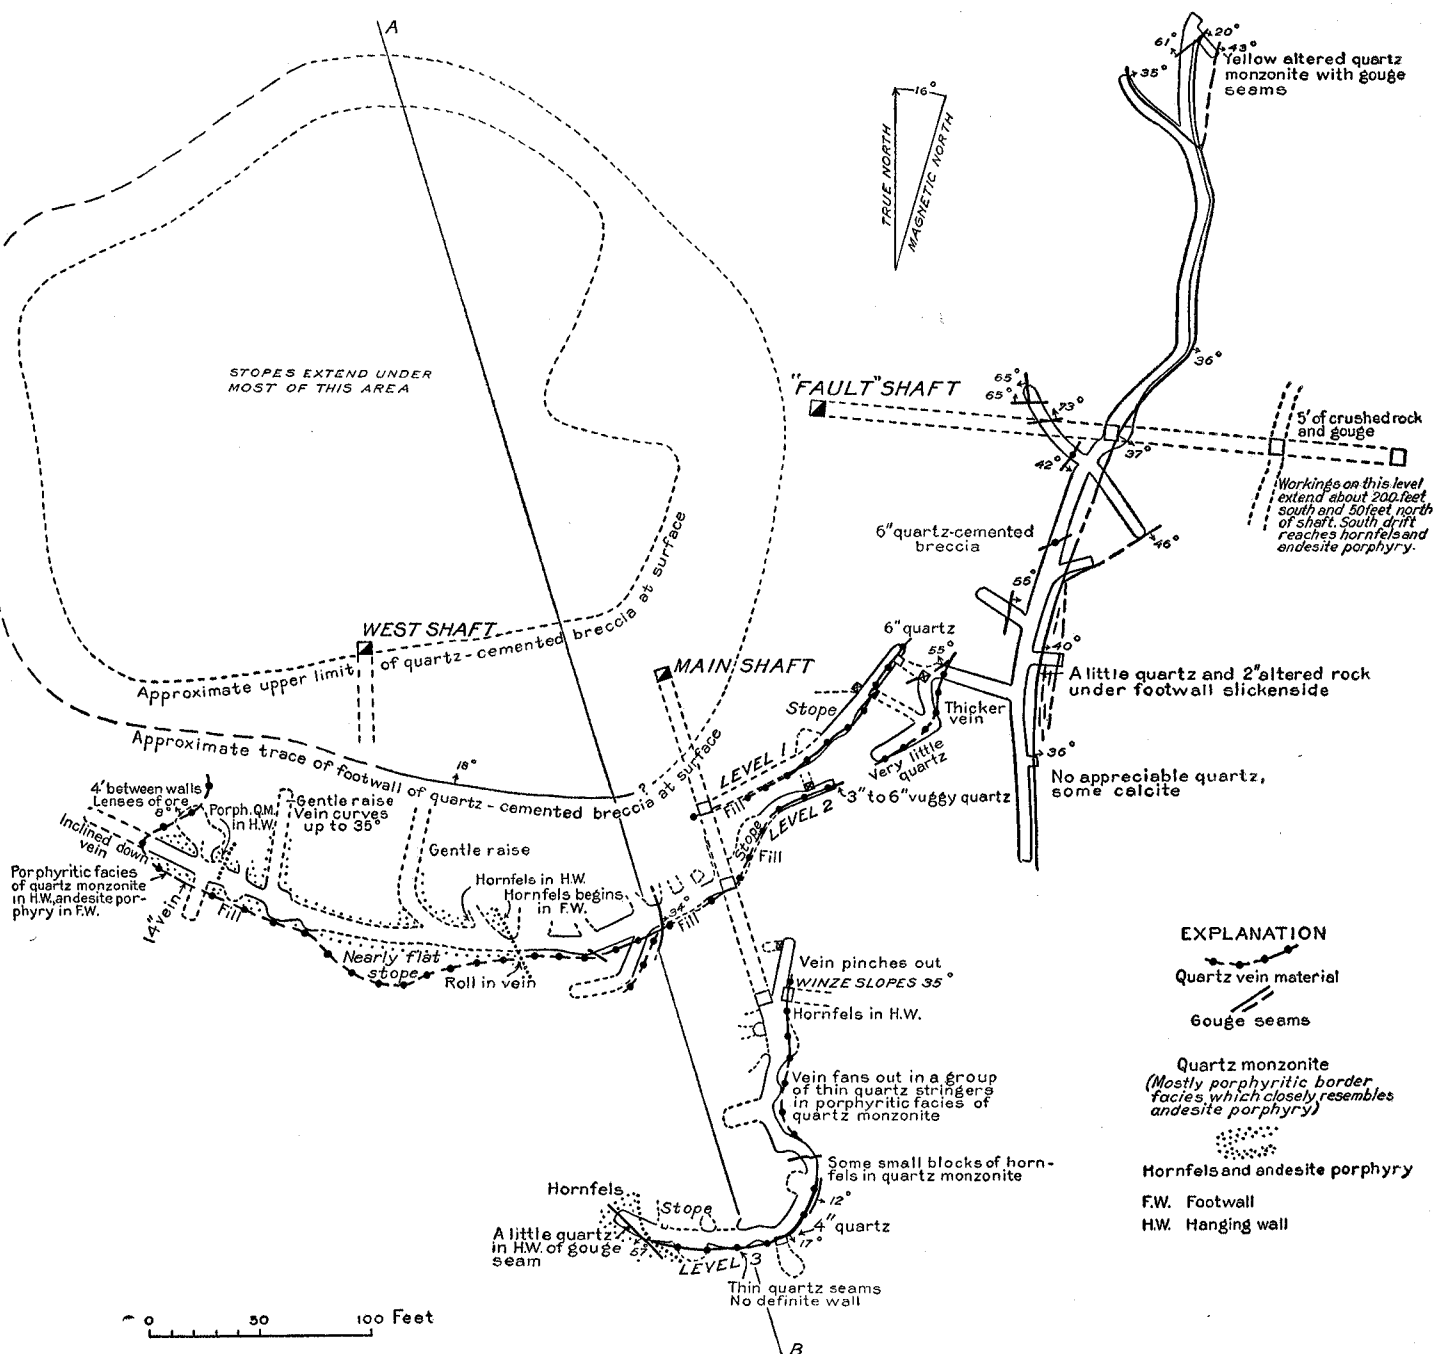 A
61°
20°
43°
35°
Yellow altered quartz
monzonite with gouge
seams
16°
TRUE NORTH
MAGNETIC NORTH
STOPES EXTEND UNDER
MOST OF THIS AREA
36°
"FAULT" SHAFT
65°
65°
73°
42°
37°
5' of crushed rock
and gouge
Workings on this level
extend about 200 feet
south and 50 feet north
of shaft. South drift
reaches hornfels and
andesite porphyry.
46°
6" quartz-cemented
breccia
55°
WEST SHAFT
Approximate upper limit of quartz-cemented breccia at surface
MAIN SHAFT
6" quartz
55°
40°
A little quartz and 2" altered rock
under footwall slickenside
Stope
Thicker
vein
Very little
quartz
36°
No appreciable quartz,
some calcite
Approximate trace of footwall of quartz-cemented breccia at surface
?
18°
LEVEL 1
Fill
3" to 6" vuggy quartz
LEVEL 2
Stope
Fill
4' between walls
Lenses of ore
8°
Porph. Q.M.
in H.W.
Gentle raise
Vein curves
up to 35°
Inclined down
vein
Gentle raise
Porphyritic facies
of quartz monzonite
in H.W., andesite por-
phyry in F.W.
14" vein
Fill
Hornfels in H.W.
Hornfels begins
in F.W.
34°
Fill
Nearly flat
stope
Roll in vein
Vein pinches out
WINZE SLOPES 35°
Hornfels in H.W.
Vein fans out in a group
of thin quartz stringers
in porphyritic facies of
quartz monzonite
Some small blocks of horn-
fels in quartz monzonite
12°
4" quartz
17°
Hornfels
Stope
A little quartz
in H.W. of gouge
seam
LEVEL 3
Thin quartz seams
No definite wall
B
EXPLANATION
Quartz vein material
Gouge seams
Quartz monzonite
(Mostly porphyritic border
facies which closely resembles
andesite porphyry)
Hornfels and andesite porphyry
F.W. Footwall
H.W. Hanging wall
0 50 100 Feet